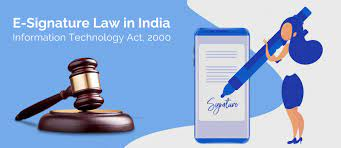 E-Signature Law in India
Information Technology Act, 2000
Signature